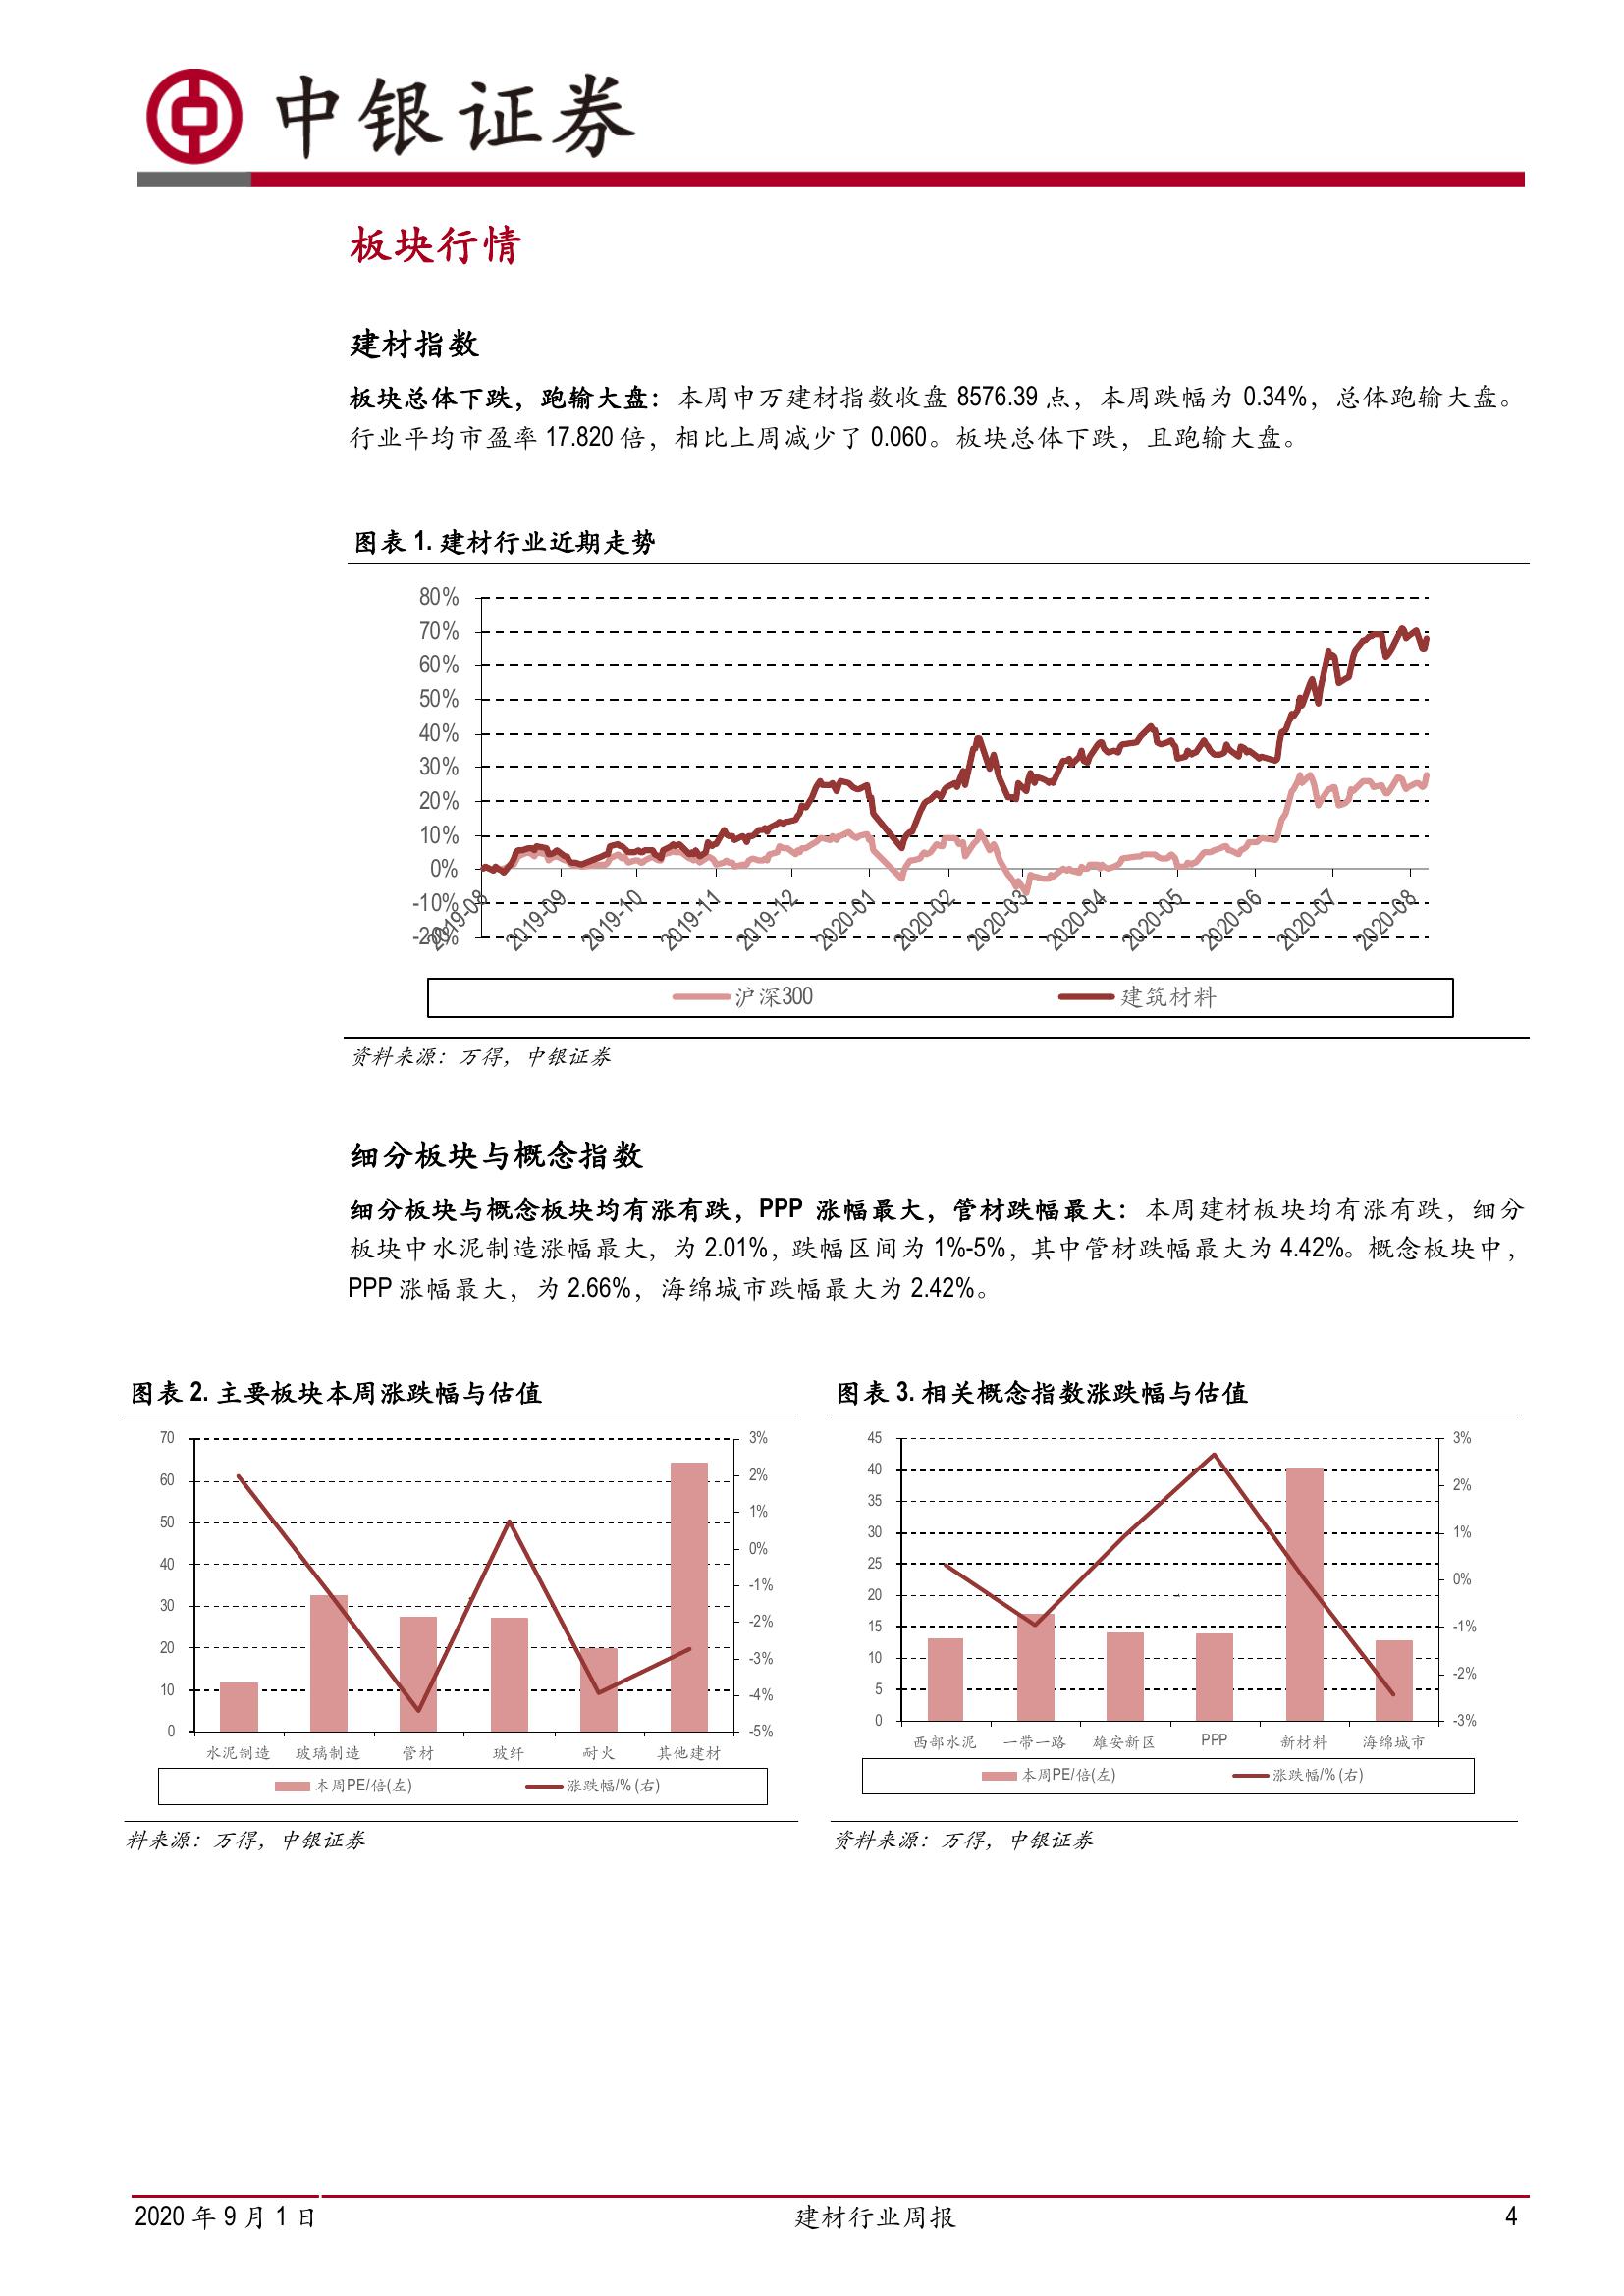 中银证券
板块行情
建材指数
板块总体下跌，跑输大盘：本周申万建材指数收盘 8576.39 点，本周跌幅为 0.34%，总体跑输大盘。
行业平均市盈率 17.820 倍，相比上周减少了 0.060。板块总体下跌，且跑输大盘。
图表 1. 建材行业近期走势
80%
70%
60%
50%
40%
30%
20%
10%
0%
-10%
-20%
2019-08 2019-09 2019-10 2019-11 2019-12 2020-01 2020-02 2020-03 2020-04 2020-05 2020-06 2020-07 2020-08
沪深300 建筑材料
资料来源：万得，中银证券
细分板块与概念指数
细分板块与概念板块均有涨有跌，PPP 涨幅最大，管材跌幅最大：本周建材板块均有涨有跌，细分
板块中水泥制造涨幅最大，为 2.01%，跌幅区间为 1%-5%，其中管材跌幅最大为 4.42%。概念板块中，
PPP 涨幅最大，为 2.66%，海绵城市跌幅最大为 2.42%。
图表 2. 主要板块本周涨跌幅与估值
70
60
50
40
30
20
10
0
3%
2%
1%
0%
-1%
-2%
-3%
-4%
-5%
水泥制造 玻璃制造 管材 玻纤 耐火 其他建材
本周PE/倍(左) 涨跌幅/% (右)
料来源：万得，中银证券
图表 3. 相关概念指数涨跌幅与估值
45
40
35
30
25
20
15
10
5
0
3%
2%
1%
0%
-1%
-2%
-3%
西部水泥 一带一路 雄安新区 PPP 新材料 海绵城市
本周PE/倍(左) 涨跌幅/% (右)
资料来源：万得，中银证券
2020 年 9 月 1 日 建材行业周报 4